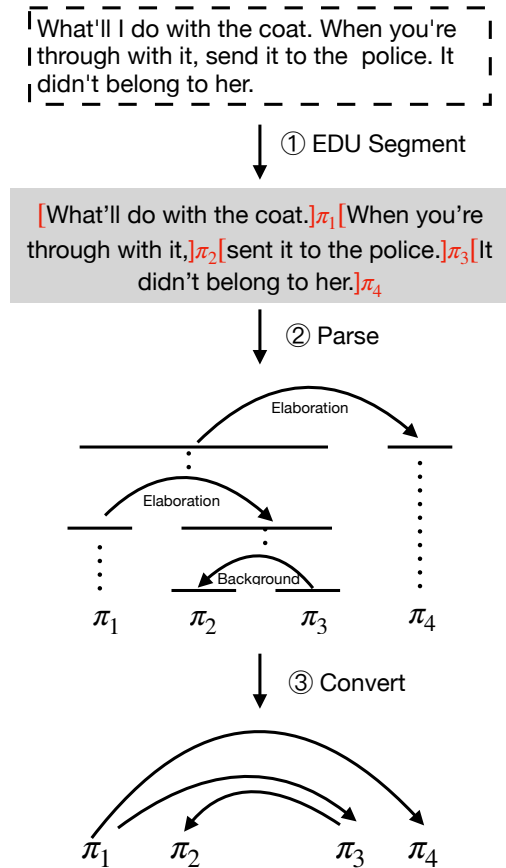 What'll I do with the coat. When you're
through with it, send it to the police. It
didn't belong to her.
① EDU Segment
[What'll do with the coat.]π1[When you're
through with it,]π2[sent it to the police.]π3[It
didn't belong to her.]π4
② Parse
Elaboration
Elaboration
Background
π1 π2 π3 π4
③ Convert
π1 π2 π3 π4